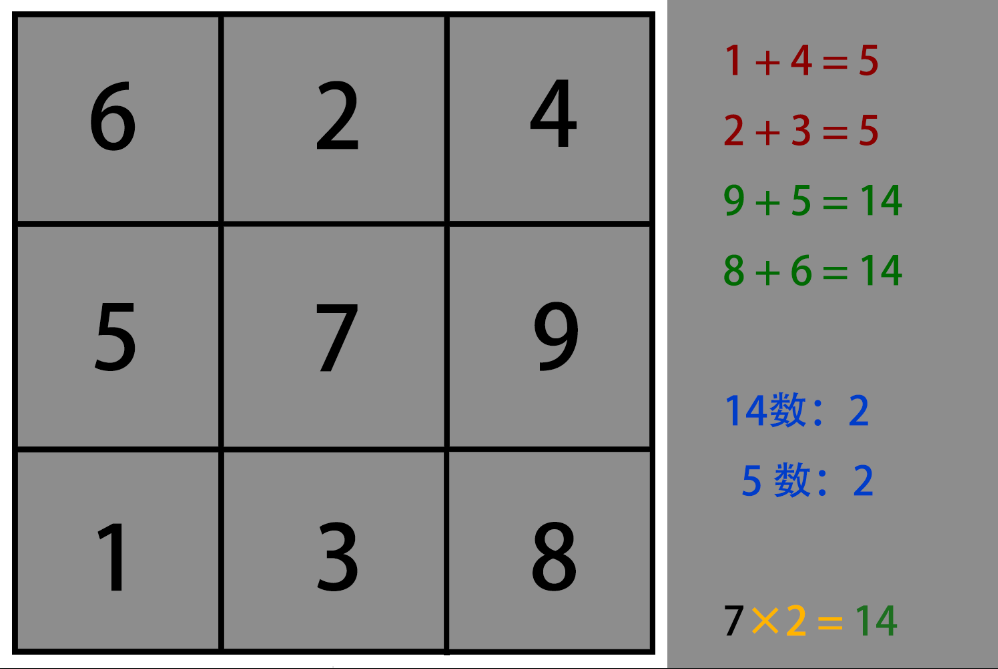 6 2 4
5 7 9
1 3 8
1 + 4 = 5
2 + 3 = 5
9 + 5 = 14
8 + 6 = 14
14数：2
5 数：2
7×2 = 14